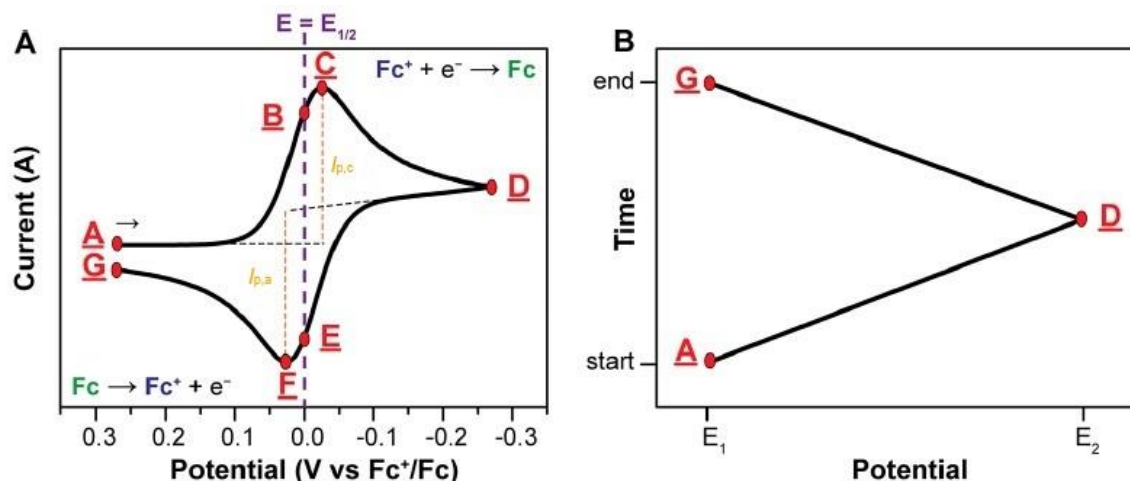 A
E = E1/2
Fc⁺ + e⁻ → Fc
C
B
Ip,c
D
A →
G
Ip,a
E
F
Fc → Fc⁺ + e⁻
Current (A)
0.3 0.2 0.1 0.0 -0.1 -0.2 -0.3
Potential (V vs Fc⁺/Fc)
B
end
G
D
Time
A
start
E1 E2
Potential